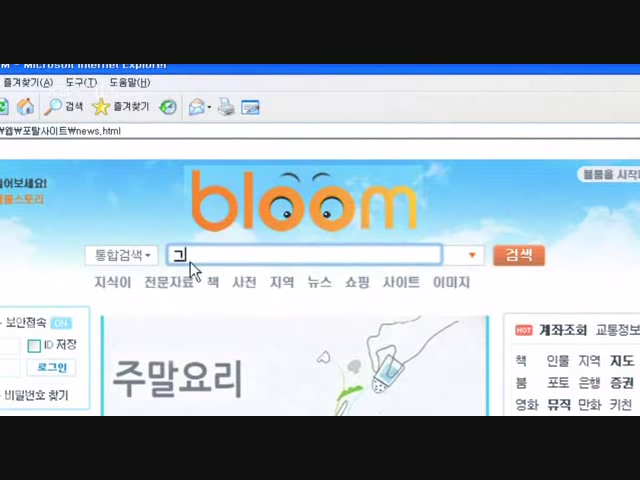 M - Microsoft Internet Explorer
즐겨찾기(A) 도구(T) 도움말(H)
검색 즐겨찾기
₩웹₩포탈사이트₩news.html
어보세요!
블룸을 시작
bloom
통합검색 기 검색
지식이 전문자료 책 사전 지역 뉴스 쇼핑 사이트 이미지
보안접속 ON
ID 저장
로그인
비밀번호 찾기
주말요리
HOT 계좌조회 교통정보
책 인물 지역 지도
붐 포토 은행 증권
영화 뮤직 만화 키친